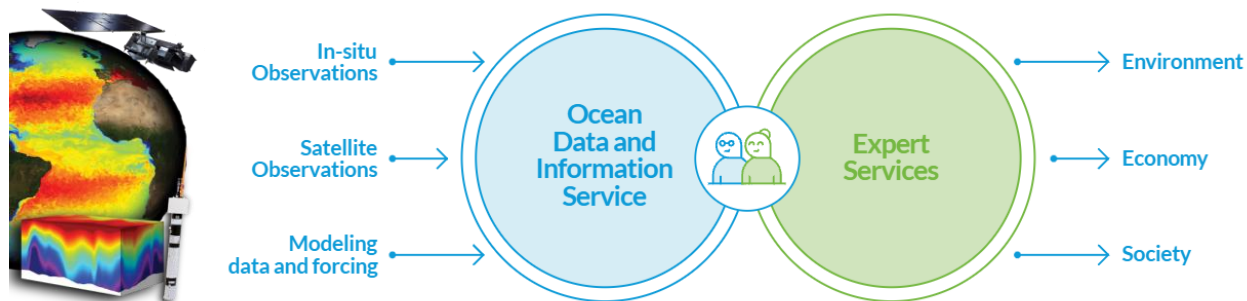 In-situ
Observations
Satellite
Observations
Modeling
data and forcing
Ocean
Data and
Information
Service
Expert
Services
Environment
Economy
Society